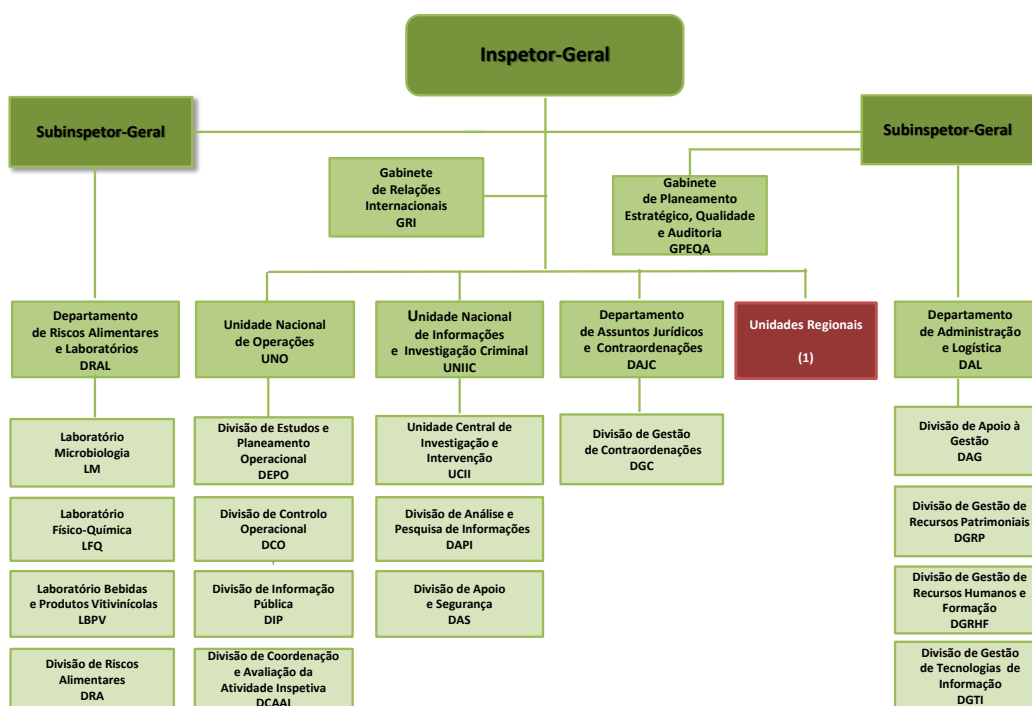 Inspetor-Geral
Subinspetor-Geral
Subinspetor-Geral
Gabinete
de Relações
Internacionais
GRI
Gabinete
de Planeamento
Estratégico, Qualidade
e Auditoria
GPEQA
Departamento
de Riscos Alimentares
e Laboratórios
DRAL
Unidade Nacional
de Operações
UNO
Unidade Nacional
de Informações
e Investigação Criminal
UNIIC
Departamento
de Assuntos Jurídicos
e Contraordenações
DAJC
Unidades Regionais
(1)
Departamento
de Administração
e Logística
DAL
Laboratório
Microbiologia
LM
Divisão de Estudos e
Planeamento
Operacional
DEPO
Unidade Central de
Investigação e
Intervenção
UCII
Divisão de Gestão
de Contraordenações
DGC
Divisão de Apoio à
Gestão
DAG
Laboratório
Físico-Química
LFQ
Divisão de Controlo
Operacional
DCO
Divisão de Análise e
Pesquisa de Informações
DAPI
Divisão de Gestão de
Recursos Patrimoniais
DGRP
Laboratório Bebidas
e Produtos Vitivinícolas
LBPV
Divisão de Informação
Pública
DIP
Divisão de Apoio
e Segurança
DAS
Divisão de Gestão de
Recursos Humanos e
Formação
DGRHF
Divisão de Riscos
Alimentares
DRA
Divisão de Coordenação
e Avaliação da
Atividade Inspetiva
DCAAI
Divisão de Gestão
de Tecnologias de
Informação
DGTI